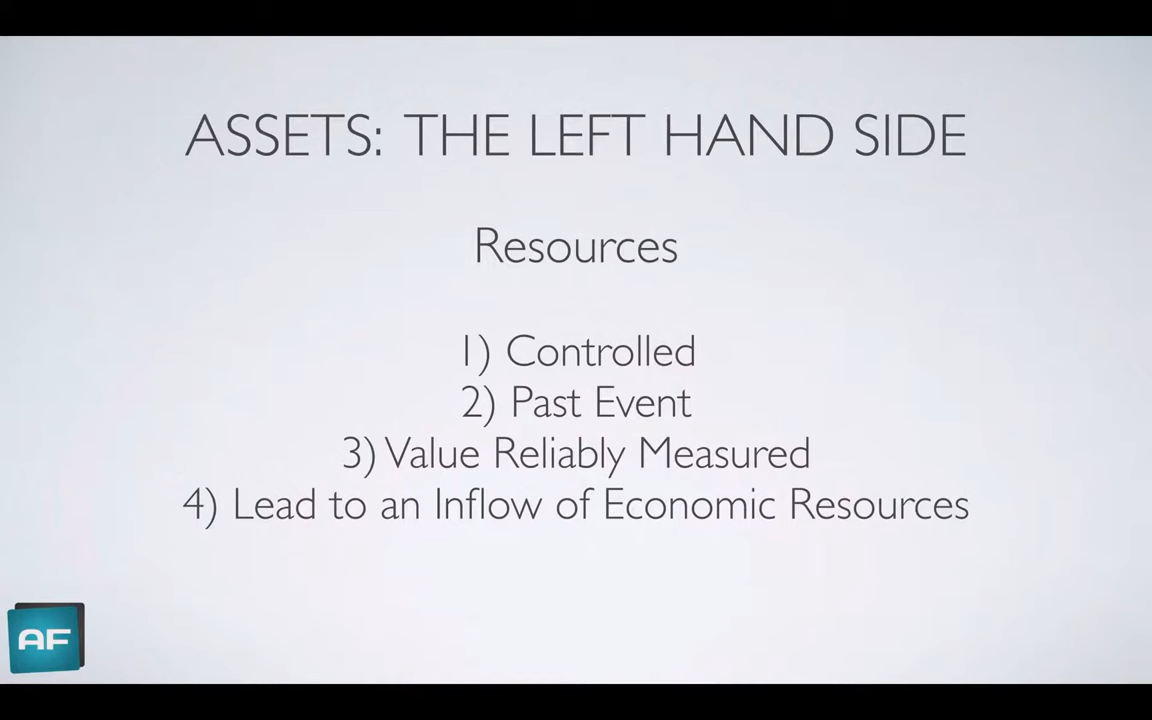 ASSETS: THE LEFT HAND SIDE
Resources
1) Controlled
2) Past Event
3) Value Reliably Measured
4) Lead to an Inflow of Economic Resources
AF